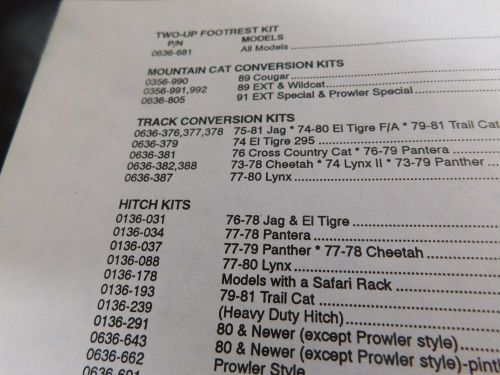 TWO-UP FOOTREST KIT
P/N MODELS
0636-681 All Models
MOUNTAIN CAT CONVERSION KITS
0356-990 89 Cougar
0356-991,992 89 EXT & Wildcat
0636-805 91 EXT Special & Prowler Special
TRACK CONVERSION KITS
0636-376,377,378 75-81 Jag * 74-80 El Tigre F/A * 79-81 Trail Cat
0636-379 74 El Tigre 295
0636-381 76 Cross Country Cat * 76-79 Pantera
0636-382,388 73-78 Cheetah * 74 Lynx II * 73-79 Panther
0636-387 77-80 Lynx
HITCH KITS
0136-031 76-78 Jag & El Tigre
0136-034 77-78 Pantera
0136-037 77-79 Panther * 77-78 Cheetah
0136-088 77-80 Lynx
0136-178 Models with a Safari Rack
0136-193 79-81 Trail Cat
0136-239 (Heavy Duty Hitch)
0136-291 80 & Newer (except Prowler style)
0636-643 80 & Newer (except Prowler style)-pintl
0636-662 Prowler Style
0636-691